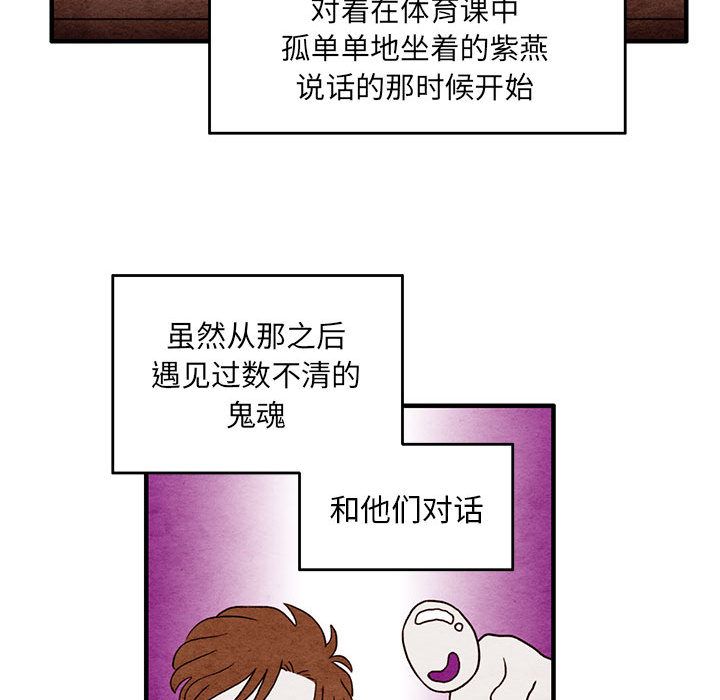 对着在体育课中
孤单单地坐着的紫燕
说话的那时候开始
虽然从那之后
遇见过数不清的
鬼魂
和他们对话